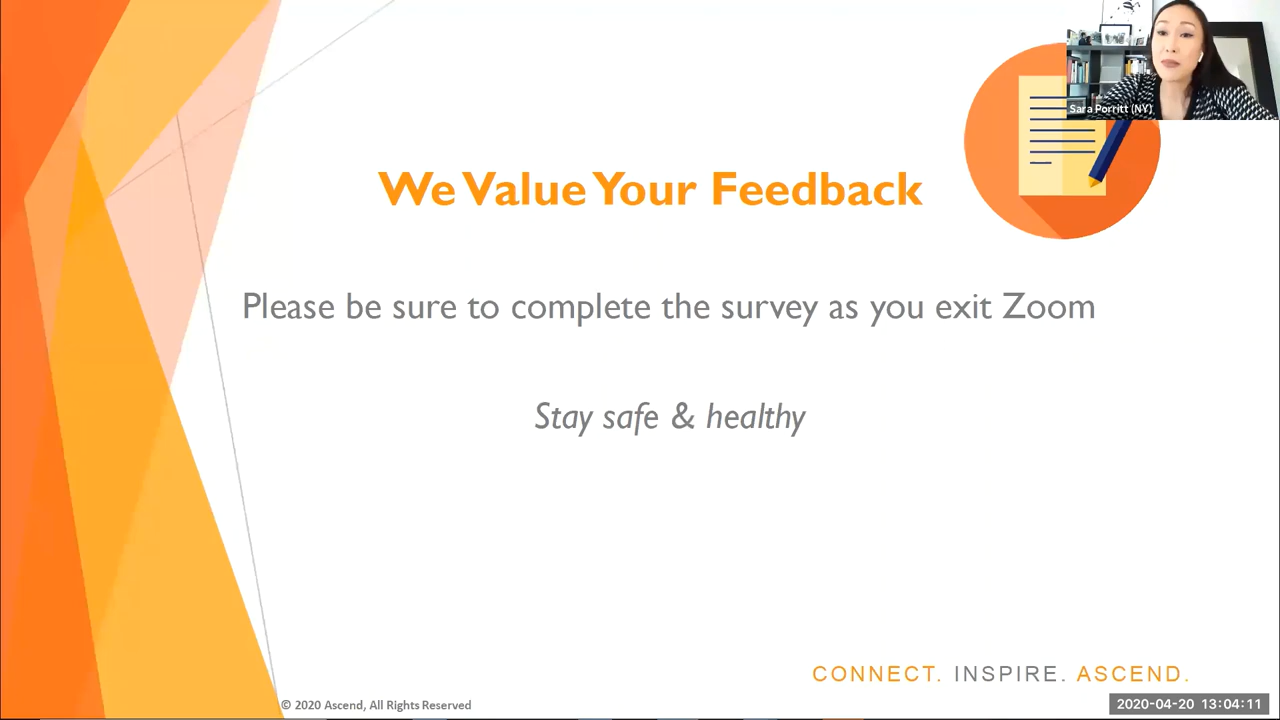 Sara Porritt (NY)
We Value Your Feedback
Please be sure to complete the survey as you exit Zoom
Stay safe & healthy
CONNECT. INSPIRE. ASCEND.
© 2020 Ascend, All Rights Reserved
2020-04-20 13:04:11